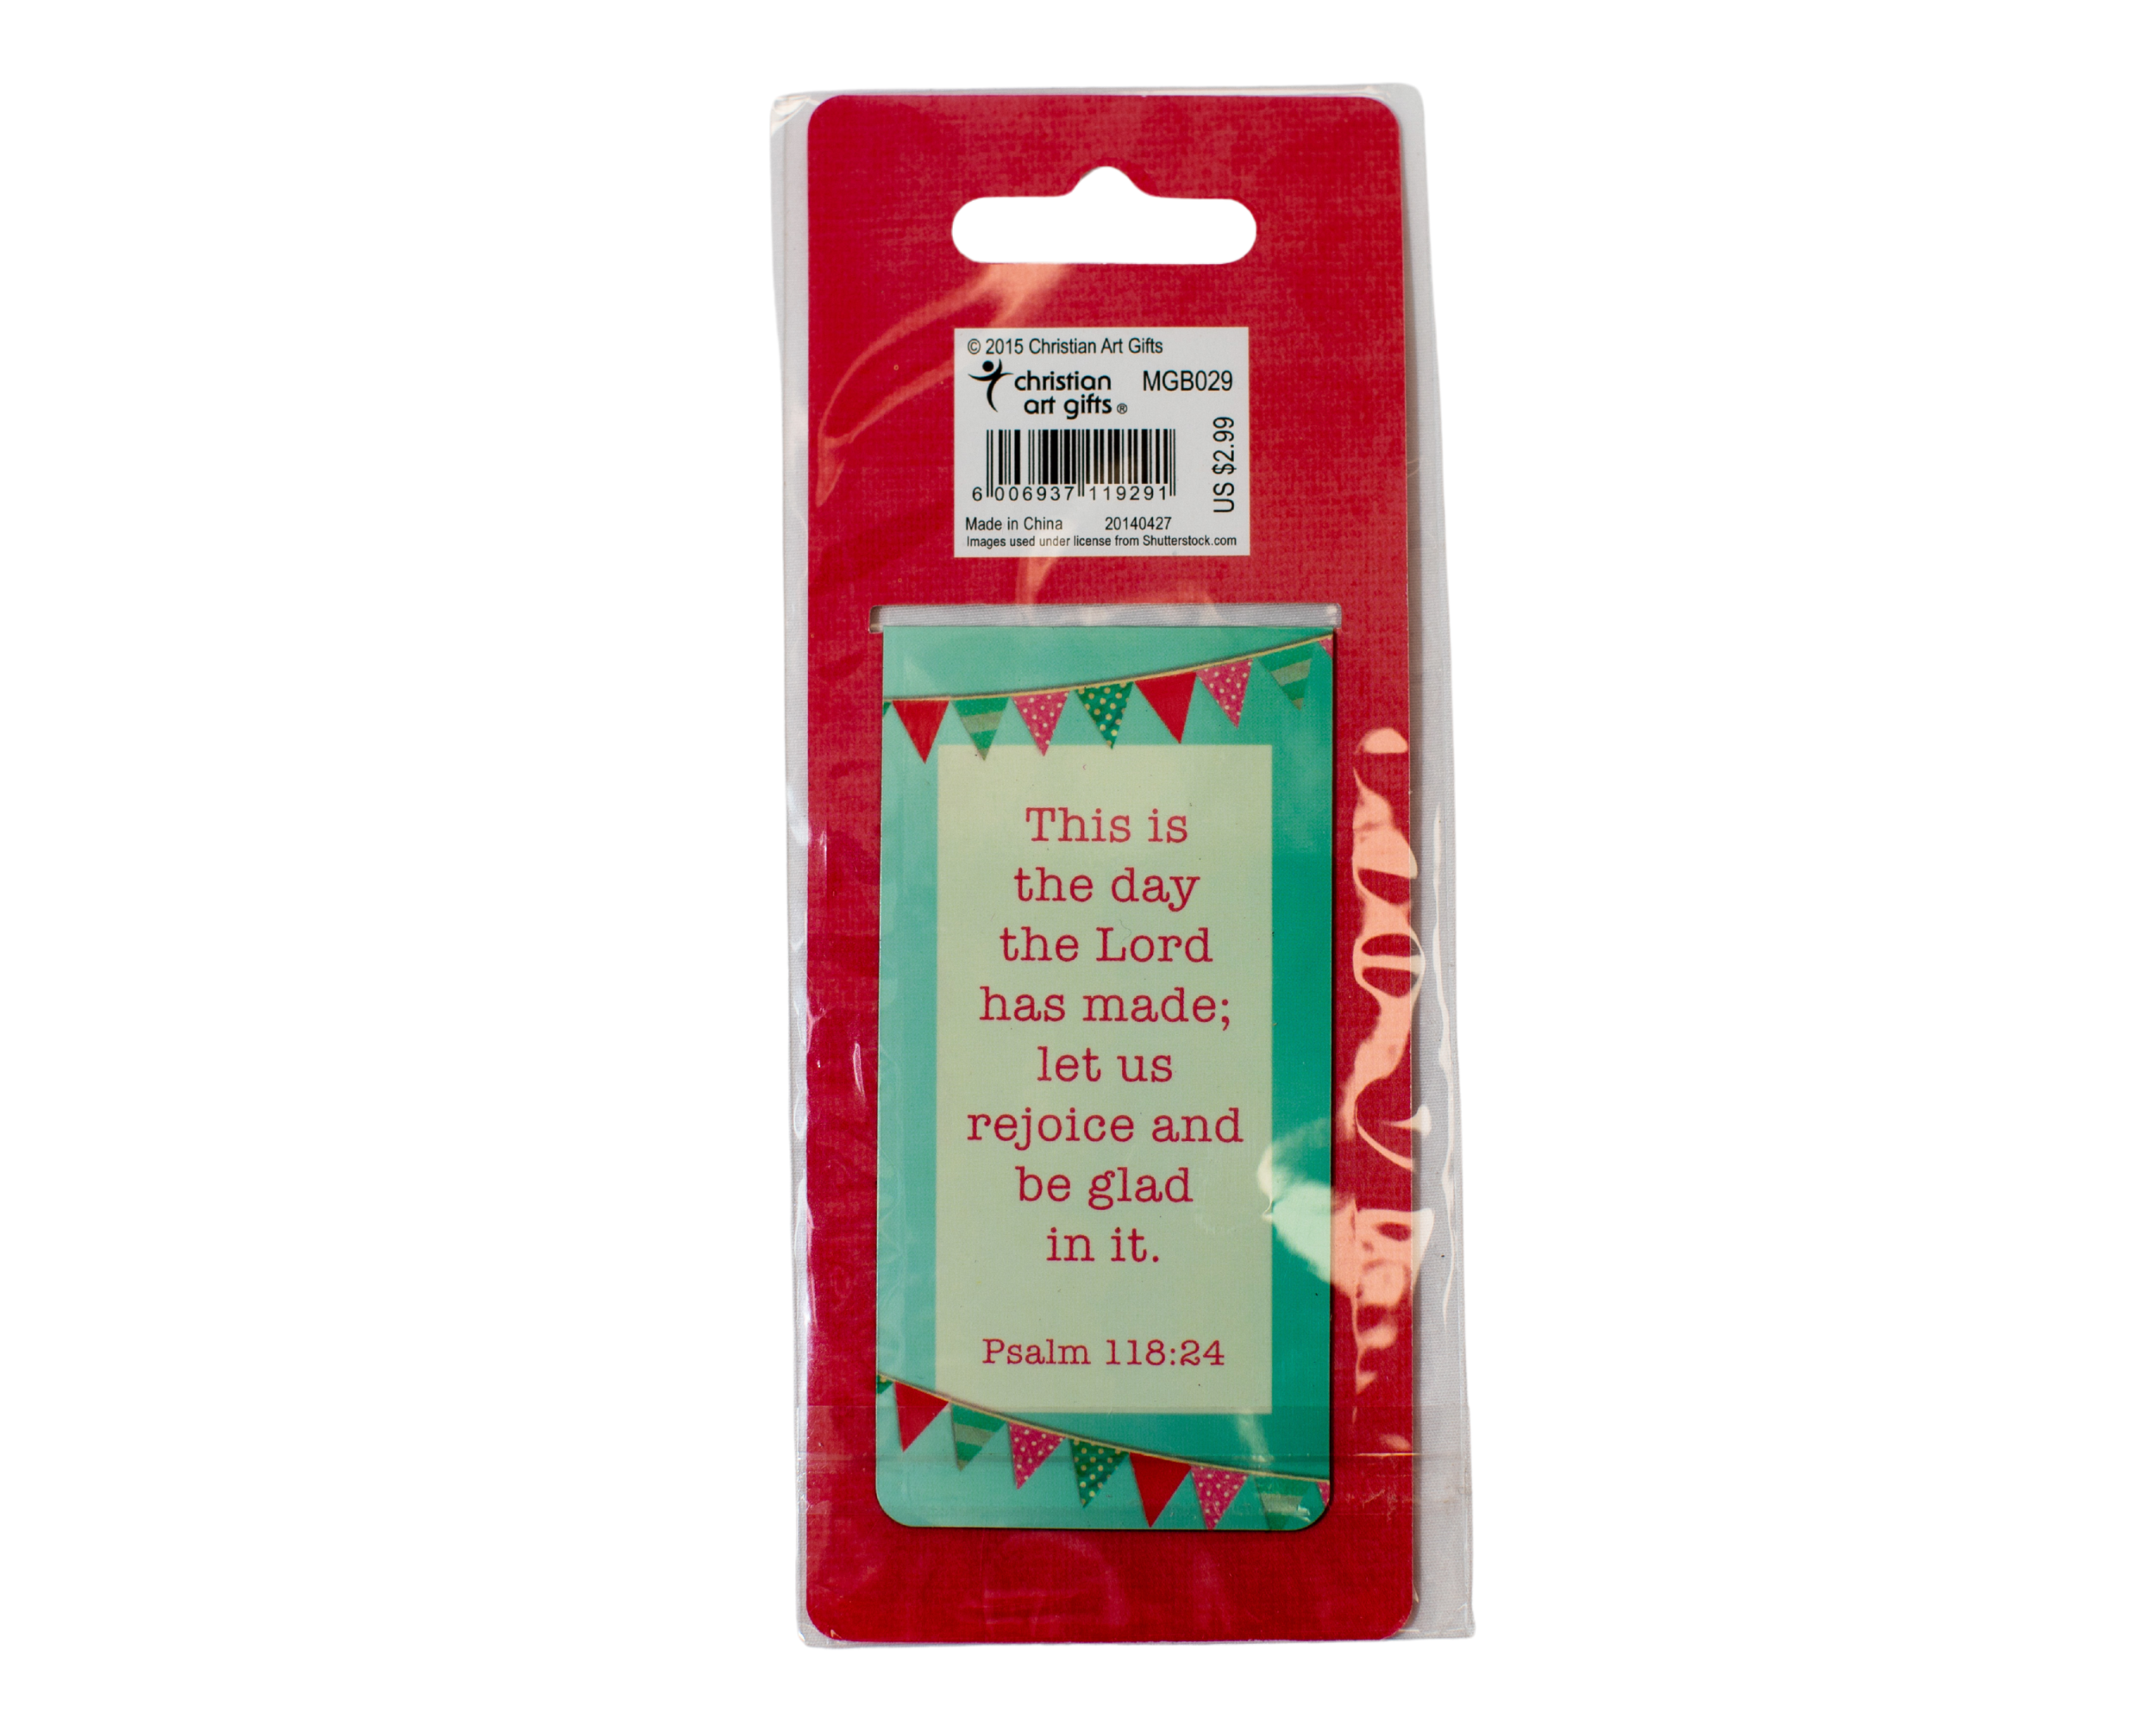 © 2015 Christian Art Gifts
christian
art gifts®
MGB029
US $2.99
6 006937 119291
Made in China 20140427
Images used under license from Shutterstock.com
This is
the day
the Lord
has made;
let us
rejoice and
be glad
in it.
Psalm 118:24